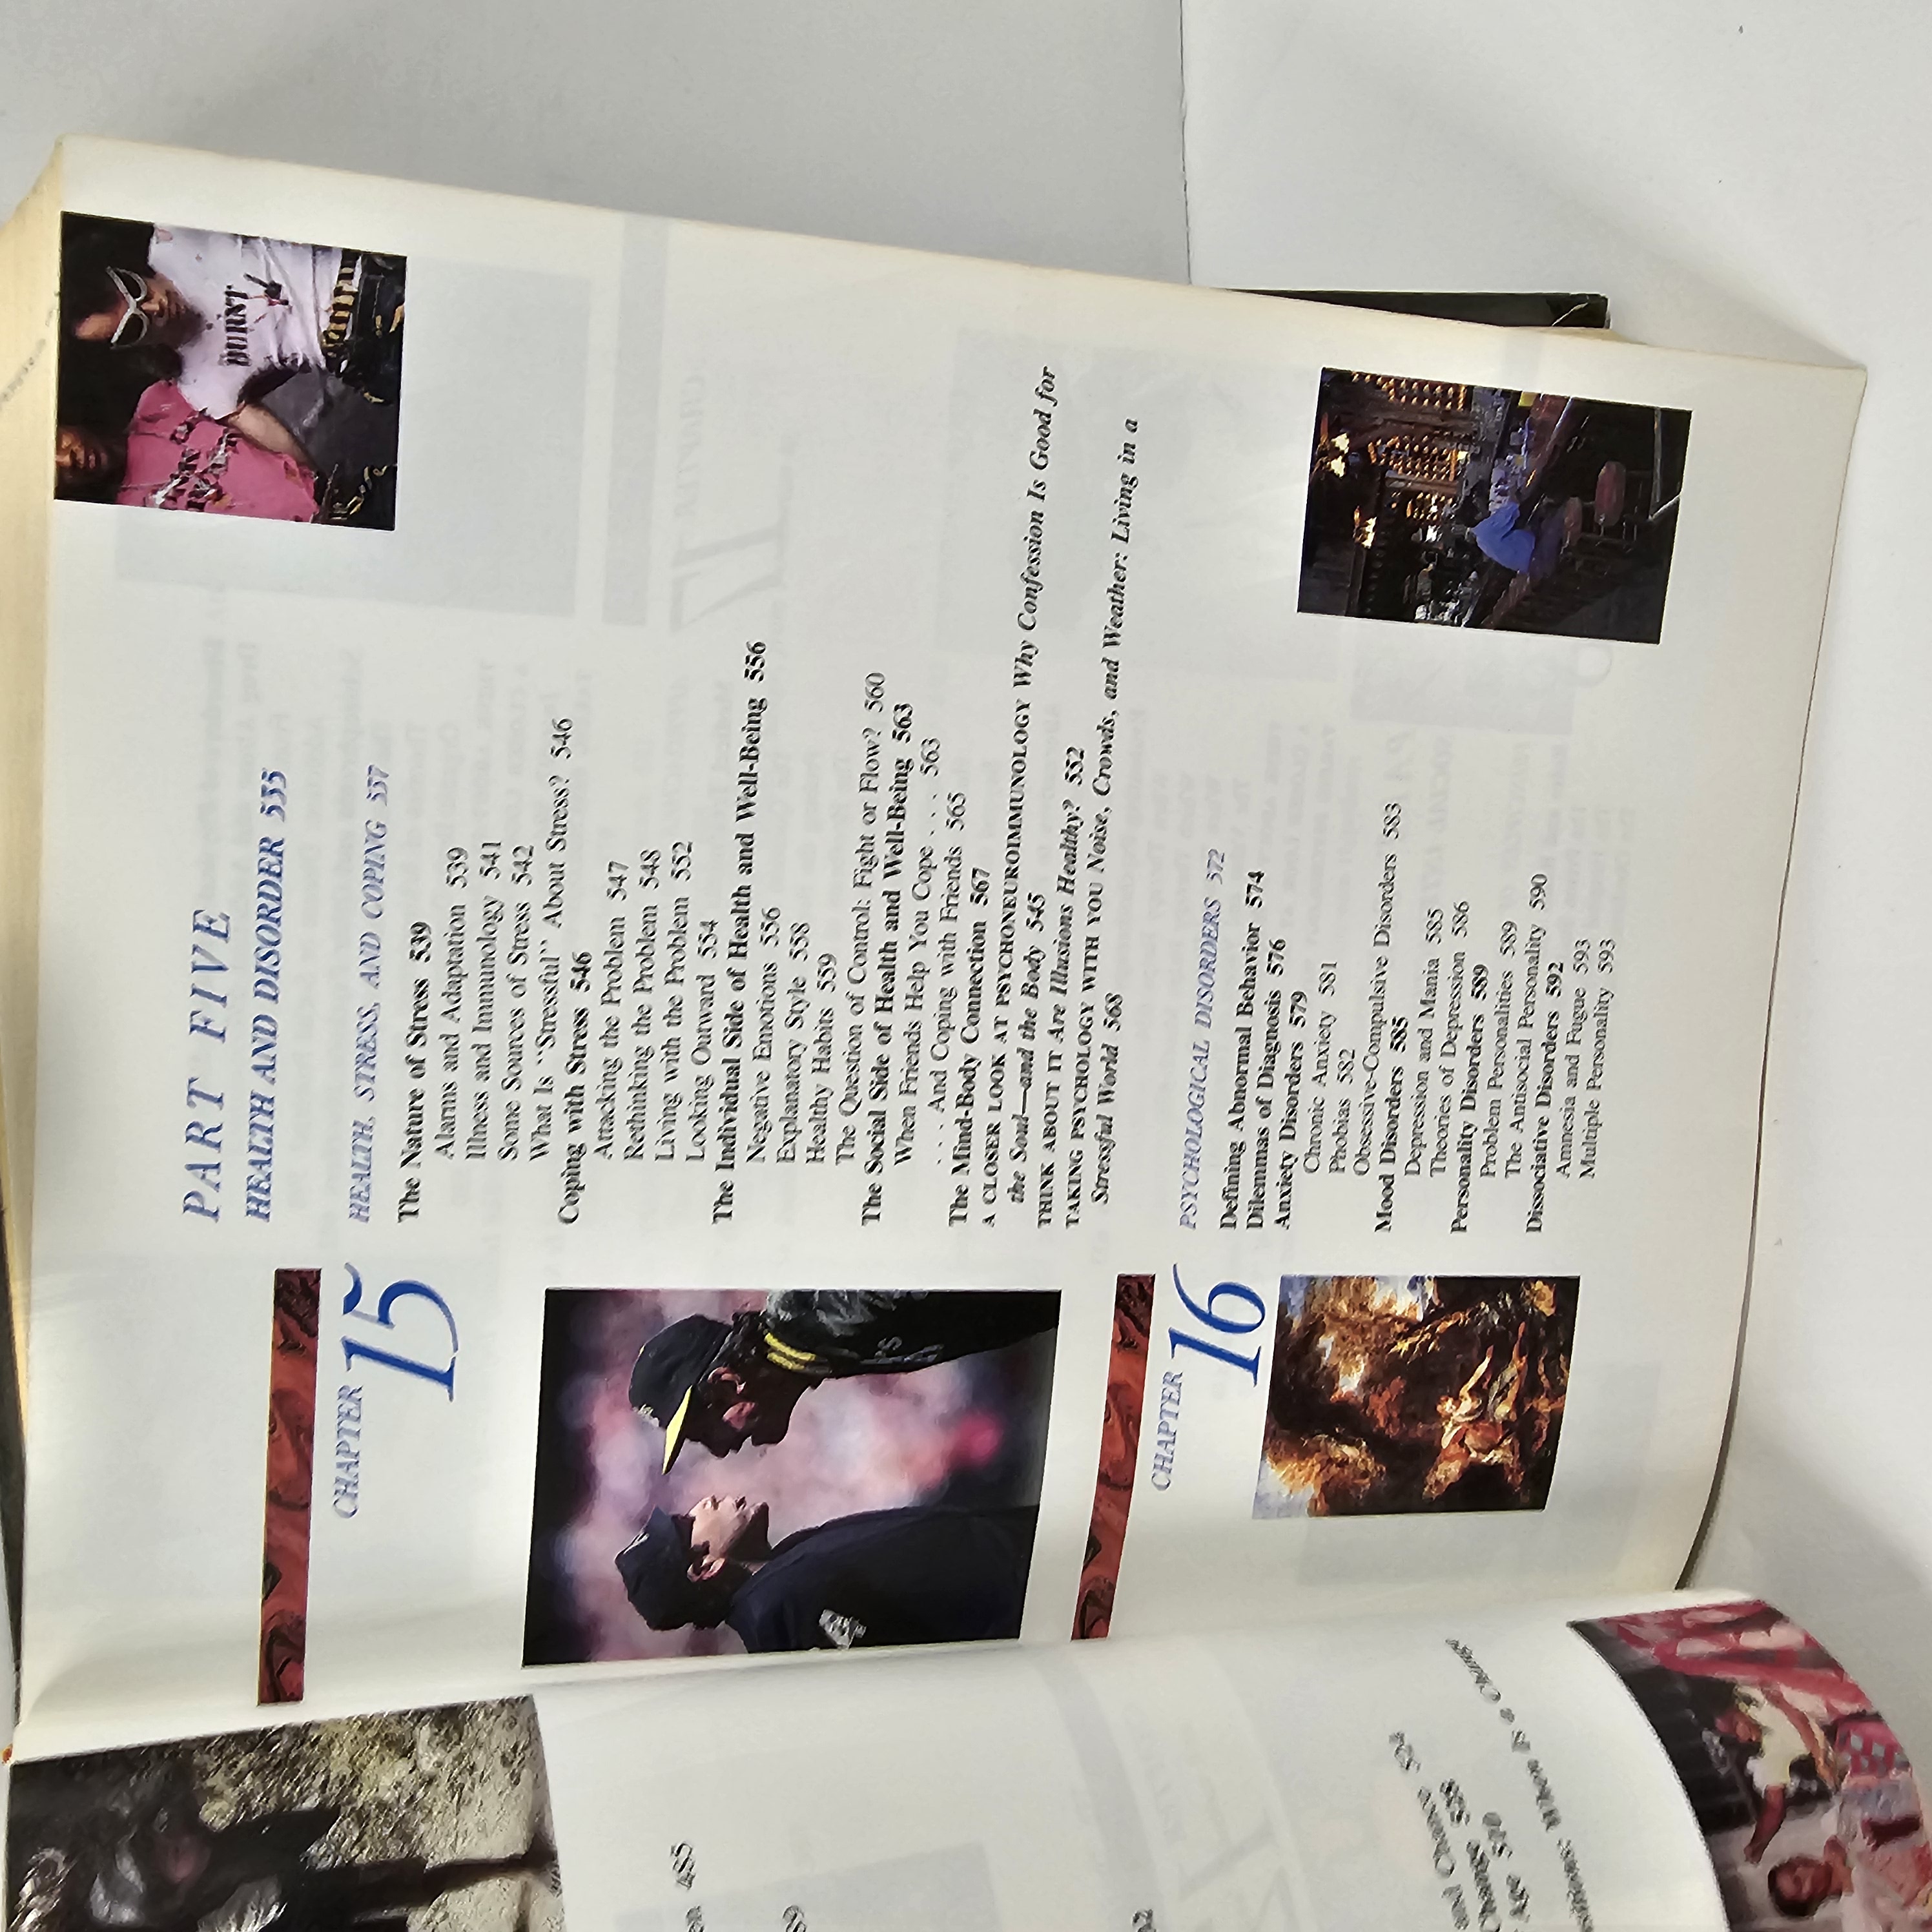 en 485
89
and Chance 524
Change 528
Age 530
When Is a Change
PART FIVE
HEALTH AND DISORDER 535
CHAPTER 15
HEALTH, STRESS, AND COPING 537
The Nature of Stress 539
Alarms and Adaptation 539
Illness and Immunology 541
Some Sources of Stress 542
What Is "Stressful" About Stress? 546
Coping with Stress 546
Attacking the Problem 547
Rethinking the Problem 548
Living with the Problem 552
Looking Outward 554
The Individual Side of Health and Well-Being 556
Negative Emotions 556
Explanatory Style 558
Healthy Habits 559
The Question of Control: Fight or Flow? 560
The Social Side of Health and Well-Being 563
When Friends Help You Cope . . . 563
. . . And Coping with Friends 565
The Mind-Body Connection 567
A CLOSER LOOK AT PSYCHONEUROIMMUNOLOGY Why Confession Is Good for
the Soul—and the Body 545
THINK ABOUT IT Are Illusions Healthy? 552
TAKING PSYCHOLOGY WITH YOU Noise, Crowds, and Weather: Living in a
Stressful World 568
CHAPTER 16
PSYCHOLOGICAL DISORDERS 572
Defining Abnormal Behavior 574
Dilemmas of Diagnosis 576
Anxiety Disorders 579
Chronic Anxiety 581
Phobias 582
Obsessive-Compulsive Disorders 583
Mood Disorders 585
Depression and Mania 585
Theories of Depression 586
Personality Disorders 589
Problem Personalities 589
The Antisocial Personality 590
Dissociative Disorders 592
Amnesia and Fugue 593
Multiple Personality 593
BURNT